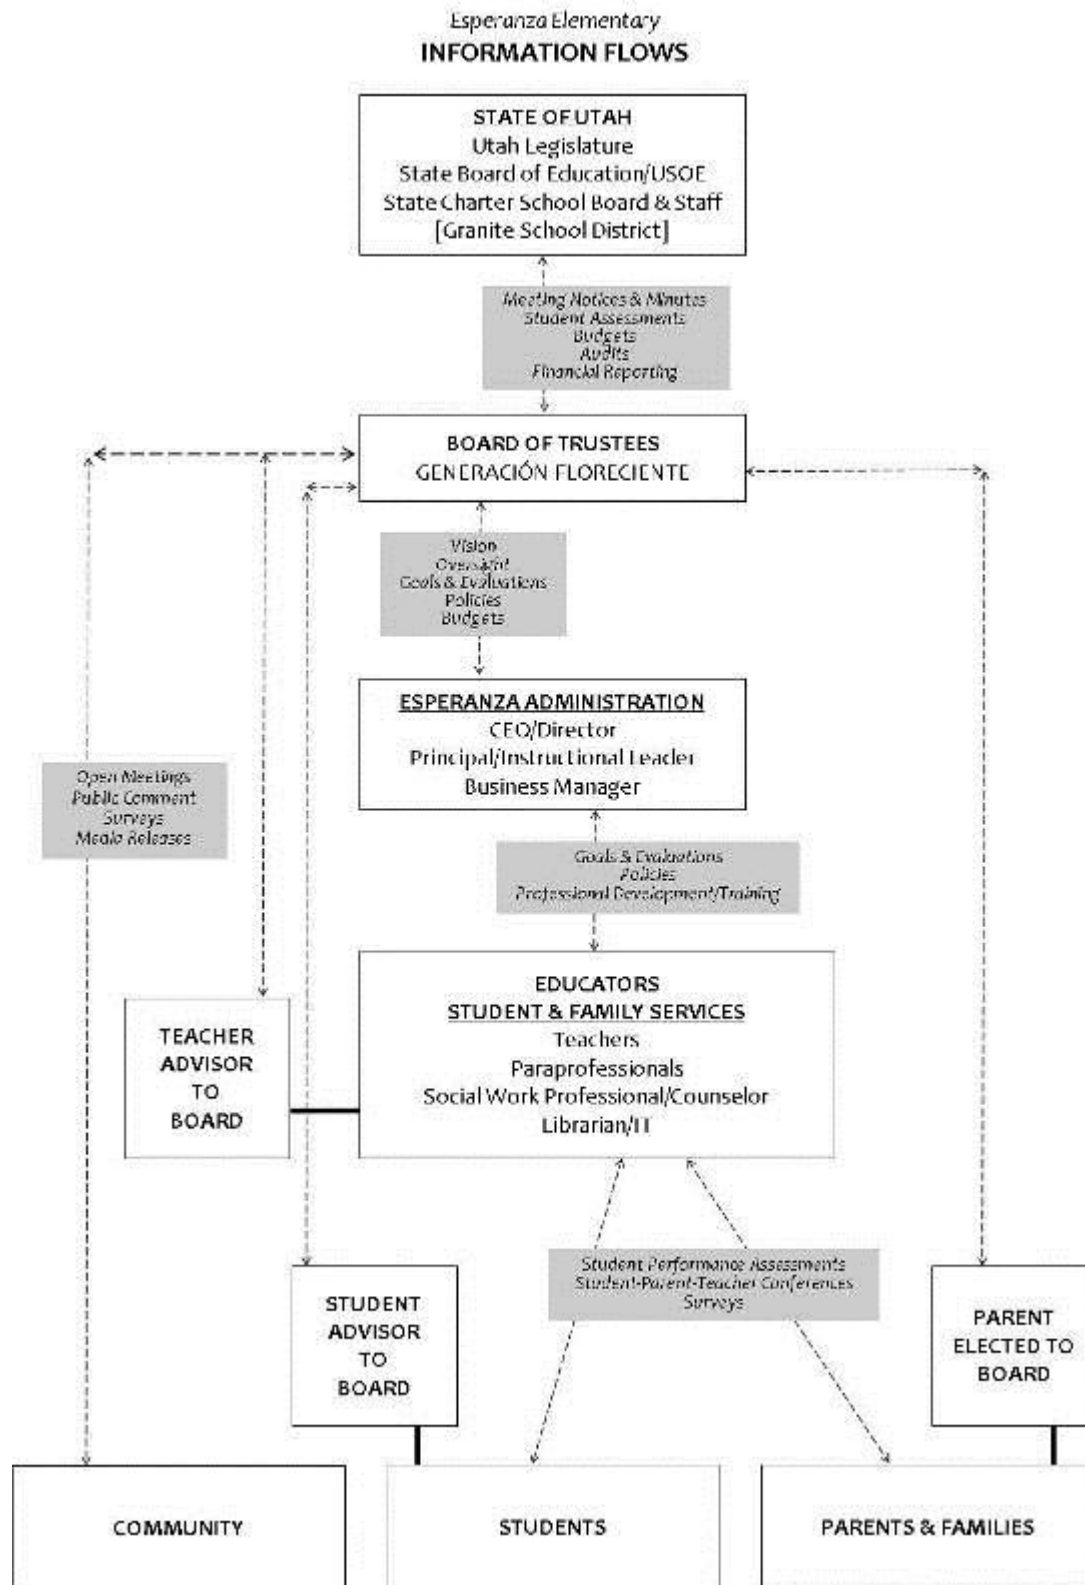 Esperanza Elementary
INFORMATION FLOWS
STATE OF UTAH
Utah Legislature
State Board of Education/USOE
State Charter School Board & Staff
[Granite School District]
Meeting Notices & Minutes
Student Assessments
Budgets
Audits
Financial Reporting
BOARD OF TRUSTEES
GENERACIÓN FLORECIENTE
Vision
Oversight
Goals & Evaluations
Policies
Budgets
ESPERANZA ADMINISTRATION
CEO/Director
Principal/Instructional Leader
Business Manager
Open Meetings
Public Comment
Surveys
Media Releases
Goals & Evaluations
Policies
Professional Development/Training
EDUCATORS
STUDENT & FAMILY SERVICES
Teachers
Paraprofessionals
Social Work Professional/Counselor
Librarian/IT
TEACHER
ADVISOR
TO
BOARD
Student Performance Assessments
Student-Parent-Teacher Conferences
Surveys
STUDENT
ADVISOR
TO
BOARD
PARENT
ELECTED TO
BOARD
COMMUNITY
STUDENTS
PARENTS & FAMILIES